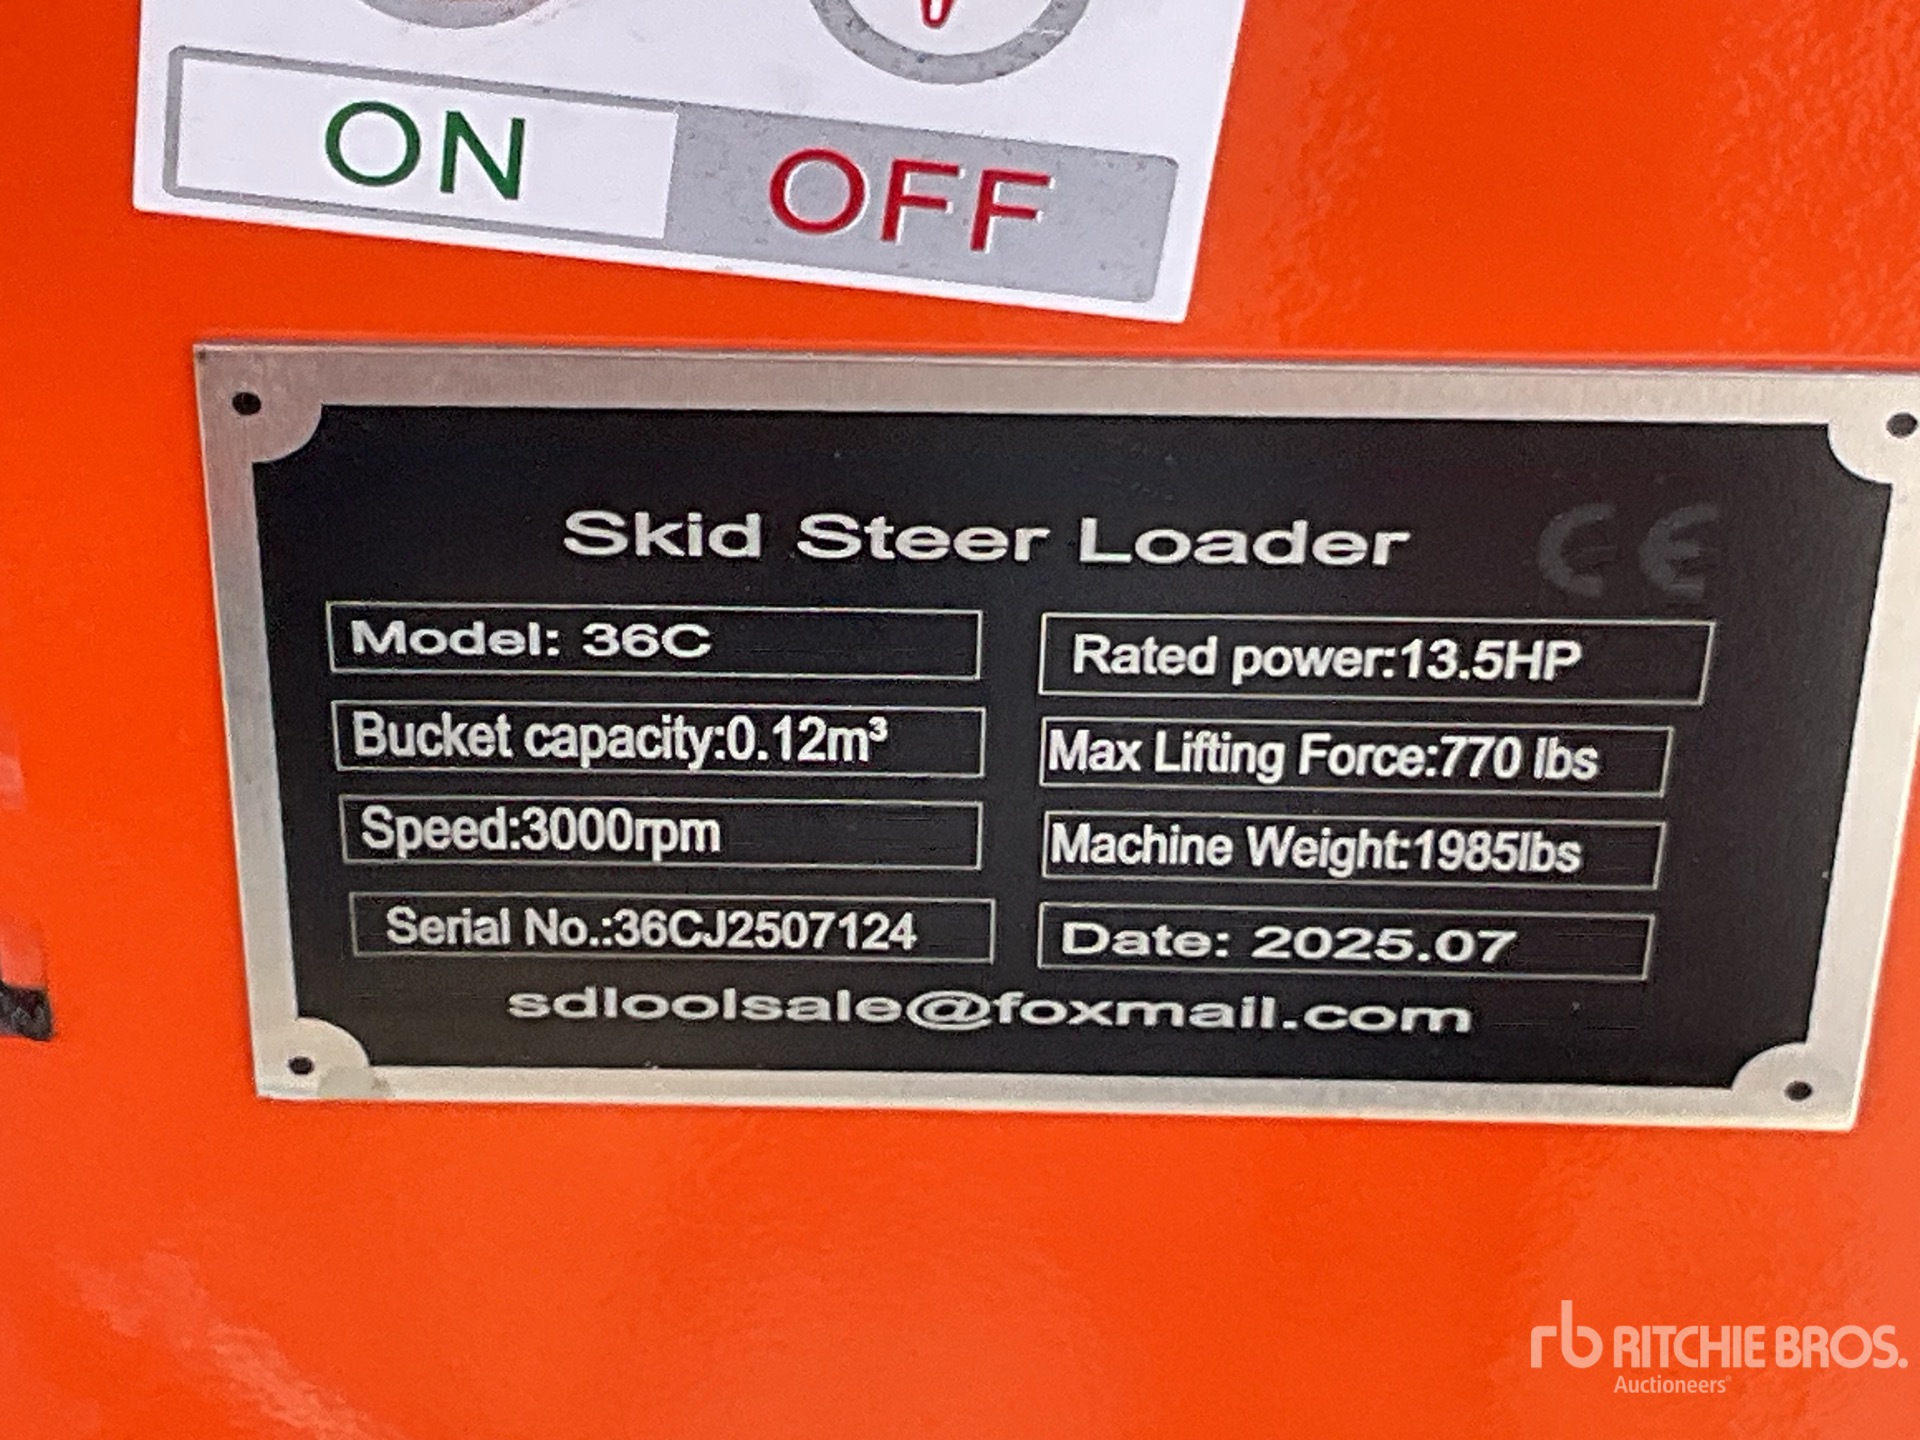 ON OFF
Skid Steer Loader CE
Model: 36C
Rated power:13.5HP
Bucket capacity:0.12m³
Max Lifting Force:770 lbs
Speed:3000rpm
Machine Weight:1985lbs
Serial No.:36CJ2507124
Date: 2025.07
sdloolsale@foxmail.com
rb RITCHIE BROS.
Auctioneers